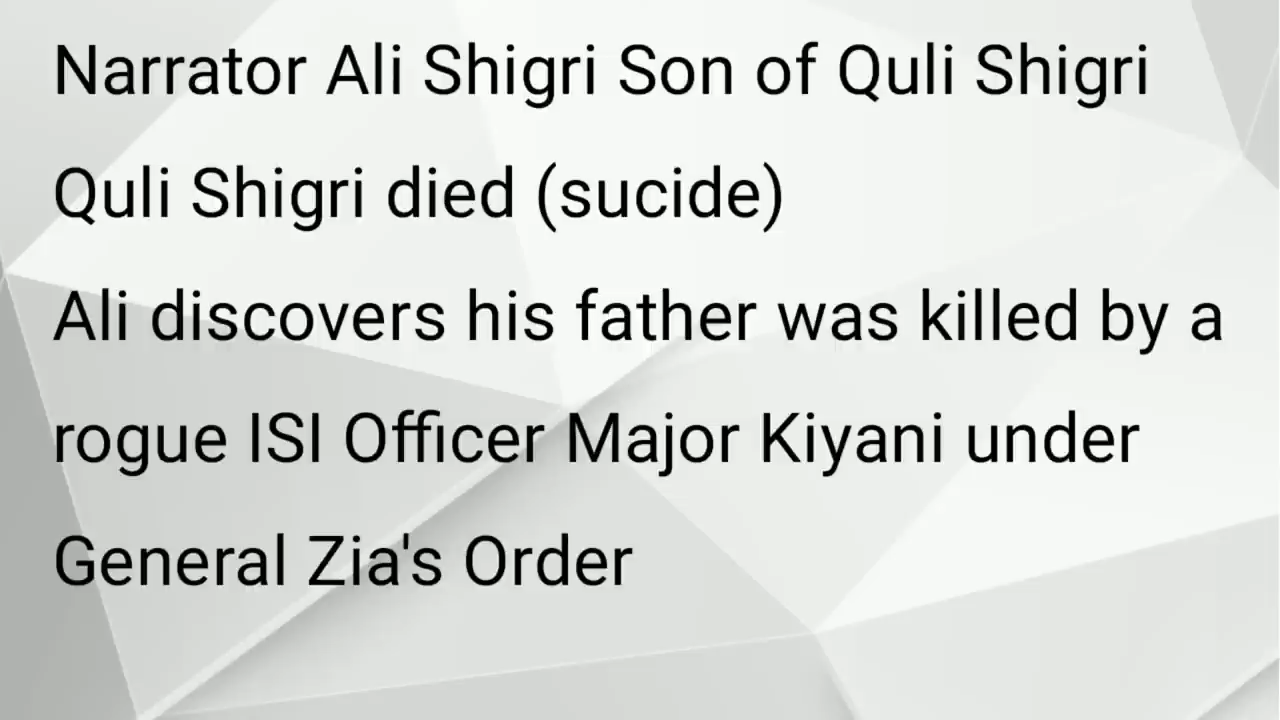 Narrator Ali Shigri Son of Quli Shigri
Quli Shigri died (sucide)
Ali discovers his father was killed by a
rogue ISI Officer Major Kiyani under
General Zia's Order